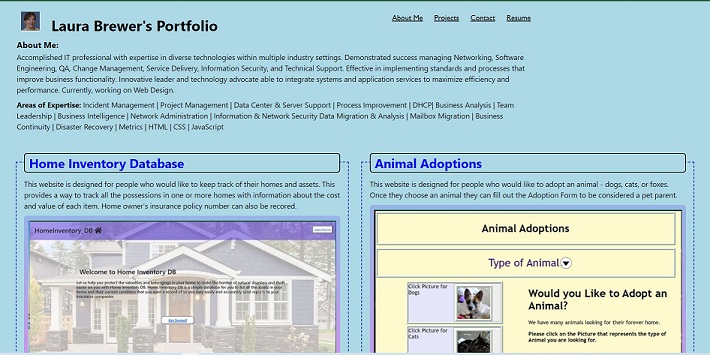 Laura Brewer's Portfolio
About Me Projects Contact Resume
About Me:
Accomplished IT professional with expertise in diverse technologies within multiple industry settings. Demonstrated success managing Networking, Software
Engineering, QA, Change Management, Service Delivery, Information Security, and Technical Support. Effective in implementing standards and processes that
improve business functionality. Innovative leader and technology advocate able to integrate systems and application services to maximize efficiency and
performance. Currently, working on Web Design.
Areas of Expertise: Incident Management | Project Management | Data Center & Server Support | Process Improvement | DHCP| Business Analysis | Team
Leadership | Business Intelligence | Network Administration | Information & Network Security Data Migration & Analysis | Mailbox Migration | Business
Continuity | Disaster Recovery | Metrics | HTML | CSS | JavaScript
Home Inventory Database
This website is designed for people who would like to keep track of their homes and assets. This
provides a way to track all the possessions in one or more homes with information about the cost
and value of each item. Home owner's insurance policy number can also be recored.
HomeInventory_DB
Welcome to Home Inventory DB
Get Started!
Animal Adoptions
This website is designed for people who would like to adopt an animal - dogs, cats, or foxes.
Once they choose an animal they can fill out the Adoption Form to be considered a pet parent.
Animal Adoptions
Type of Animal
Click Picture for
Dogs
Click Picture for
Cats
Would you Like to Adopt an
Animal?
We have many animals looking for their forever home.
Please click on the Picture that represents the type of
Animal you are looking for.